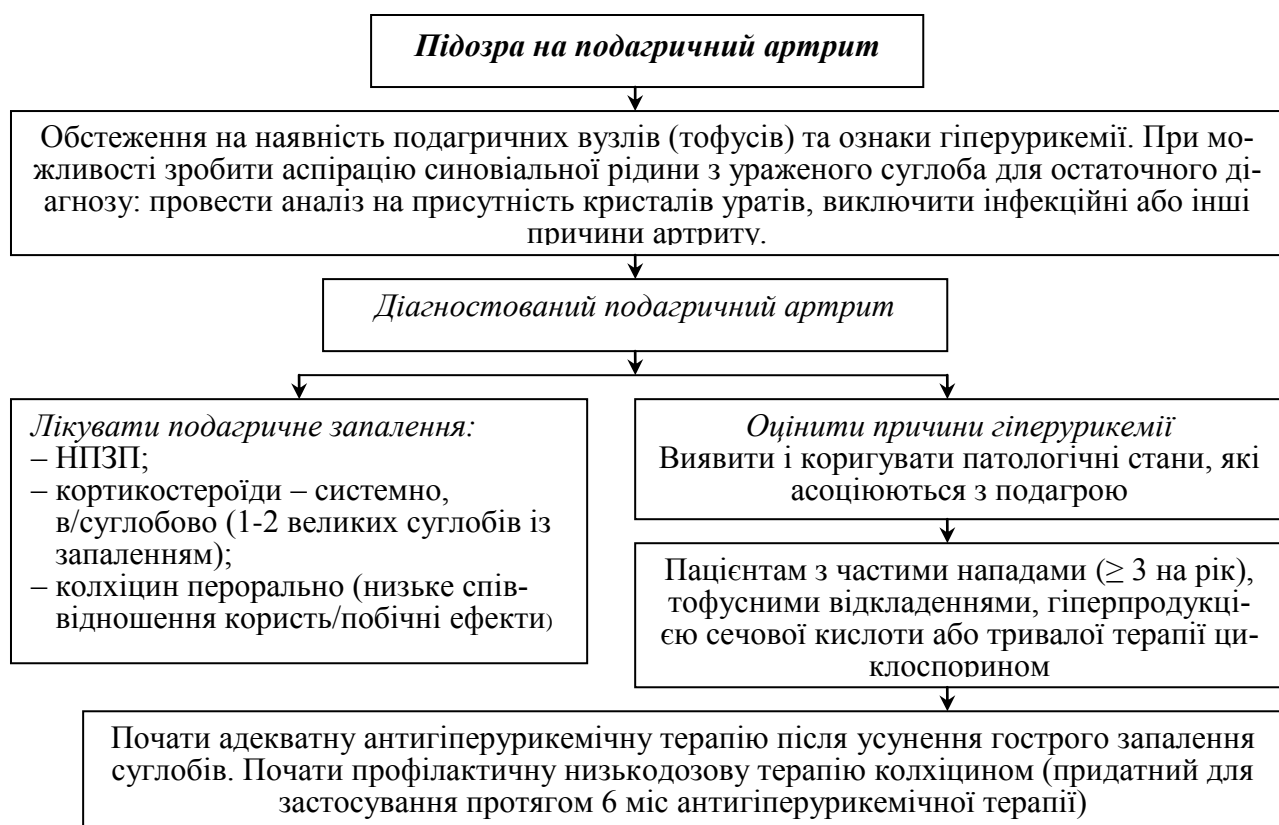 Підозра на подагричний артрит
Обстеження на наявність подагричних вузлів (тофусів) та ознаки гіперурикемії. При мо-
жливості зробити аспірацію синовіальної рідини з ураженого суглоба для остаточного ді-
агнозу: провести аналіз на присутність кристалів уратів, виключити інфекційні або інші
причини артриту.
Діагностований подагричний артрит
Лікувати подагричне запалення:
– НПЗП;
– кортикостероїди – системно,
в/суглобово (1-2 великих суглобів із
запаленням);
– колхіцин перорально (низьке спів-
відношення користь/побічні ефекти)
Оцінити причини гіперурикемії
Виявити і коригувати патологічні стани, які
асоціюються з подагрою
Пацієнтам з частими нападами (≥ 3 на рік),
тофусними відкладеннями, гіперпродукці-
єю сечової кислоти або тривалої терапії ци-
клоспорином
Почати адекватну антигіперурикемічну терапію після усунення гострого запалення
суглобів. Почати профілактичну низькодозову терапію колхіцином (придатний для
застосування протягом 6 міс антигіперурикемічної терапії)